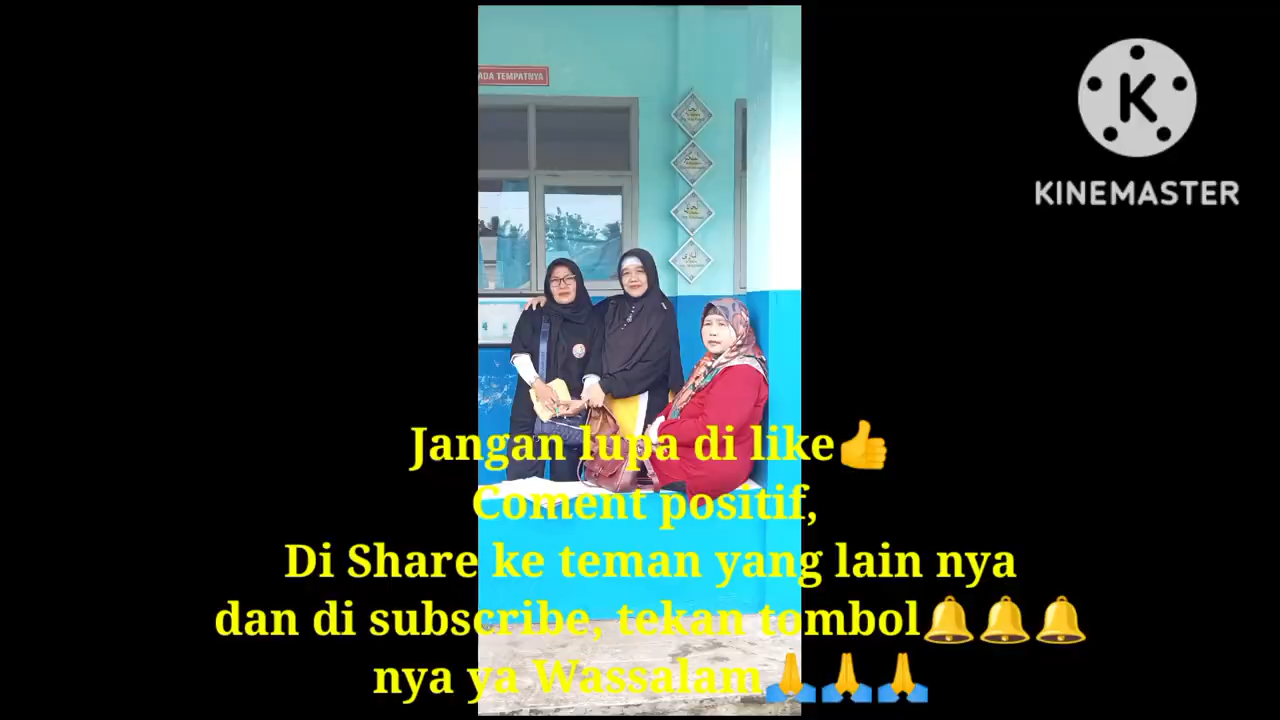 ADA TEMPATNYA
K
KINEMASTER
Jangan lupa di like👍
Coment positif,
Di Share ke teman yang lain nya
dan di subscribe, tekan tombol🔔🔔🔔
nya ya Wassalam🙏🙏🙏